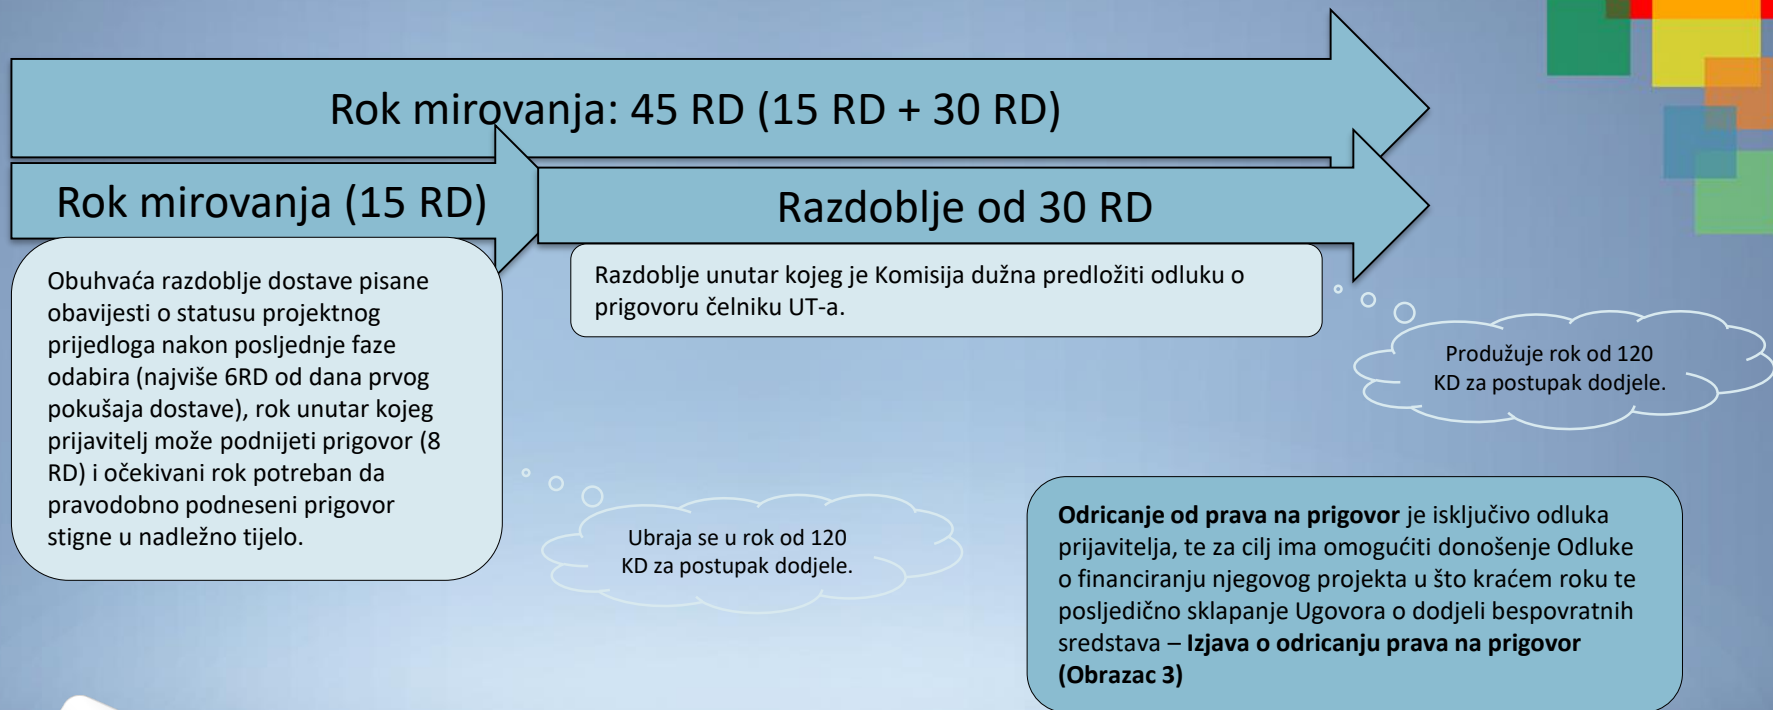 Rok mirovanja: 45 RD (15 RD + 30 RD)
Rok mirovanja (15 RD)
Razdoblje od 30 RD
Obuhvaća razdoblje dostave pisane
obavijesti o statusu projektnog
prijedloga nakon posljednje faze
odabira (najviše 6RD od dana prvog
pokušaja dostave), rok unutar kojeg
prijavitelj može podnijeti prigovor (8
RD) i očekivani rok potreban da
pravodobno podneseni prigovor
stigne u nadležno tijelo.
Razdoblje unutar kojeg je Komisija dužna predložiti odluku o
prigovoru čelniku UT-a.
Produžuje rok od 120
KD za postupak dodjele.
Ubraja se u rok od 120
KD za postupak dodjele.
Odricanje od prava na prigovor je isključivo odluka
prijavitelja, te za cilj ima omogućiti donošenje Odluke
o financiranju njegovog projekta u što kraćem roku te
posljedično sklapanje Ugovora o dodjeli bespovratnih
sredstava – Izjava o odricanju prava na prigovor
(Obrazac 3)